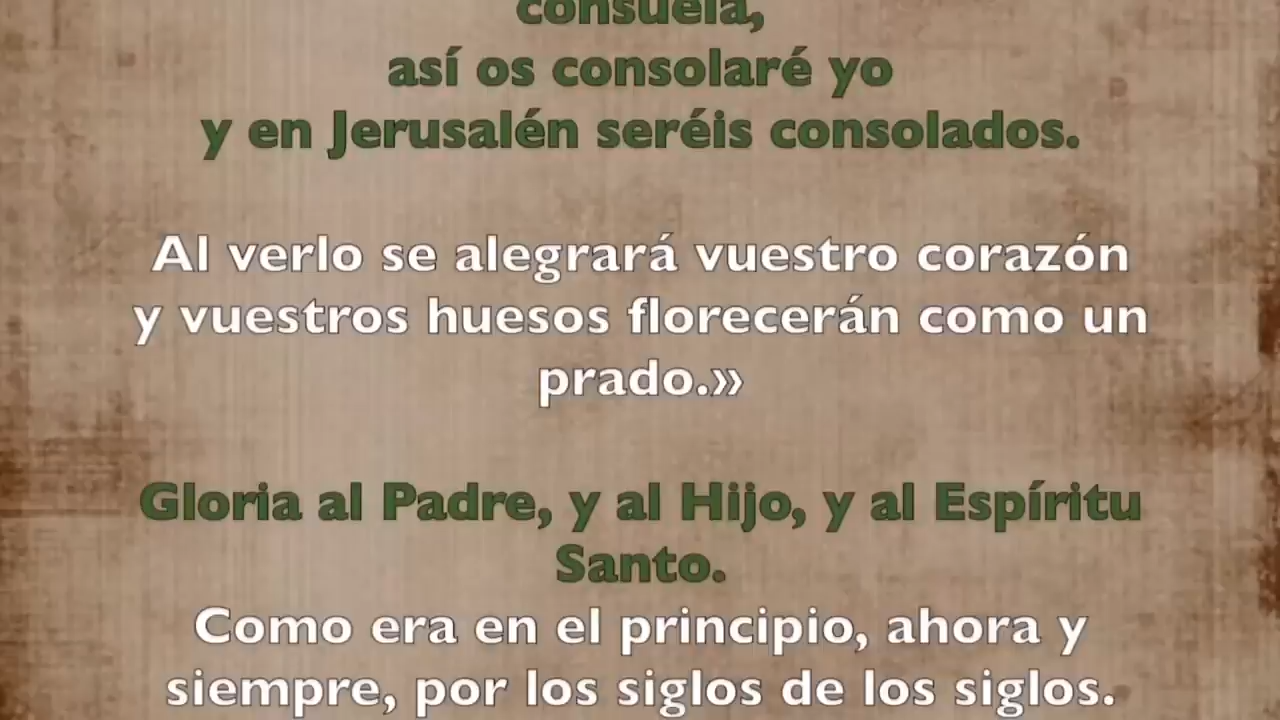 consuela,
así os consolaré yo
y en Jerusalén seréis consolados.
Al verlo se alegrará vuestro corazón
y vuestros huesos florecerán como un
prado.»
Gloria al Padre, y al Hijo, y al Espíritu
Santo.
Como era en el principio, ahora y
siempre, por los siglos de los siglos.